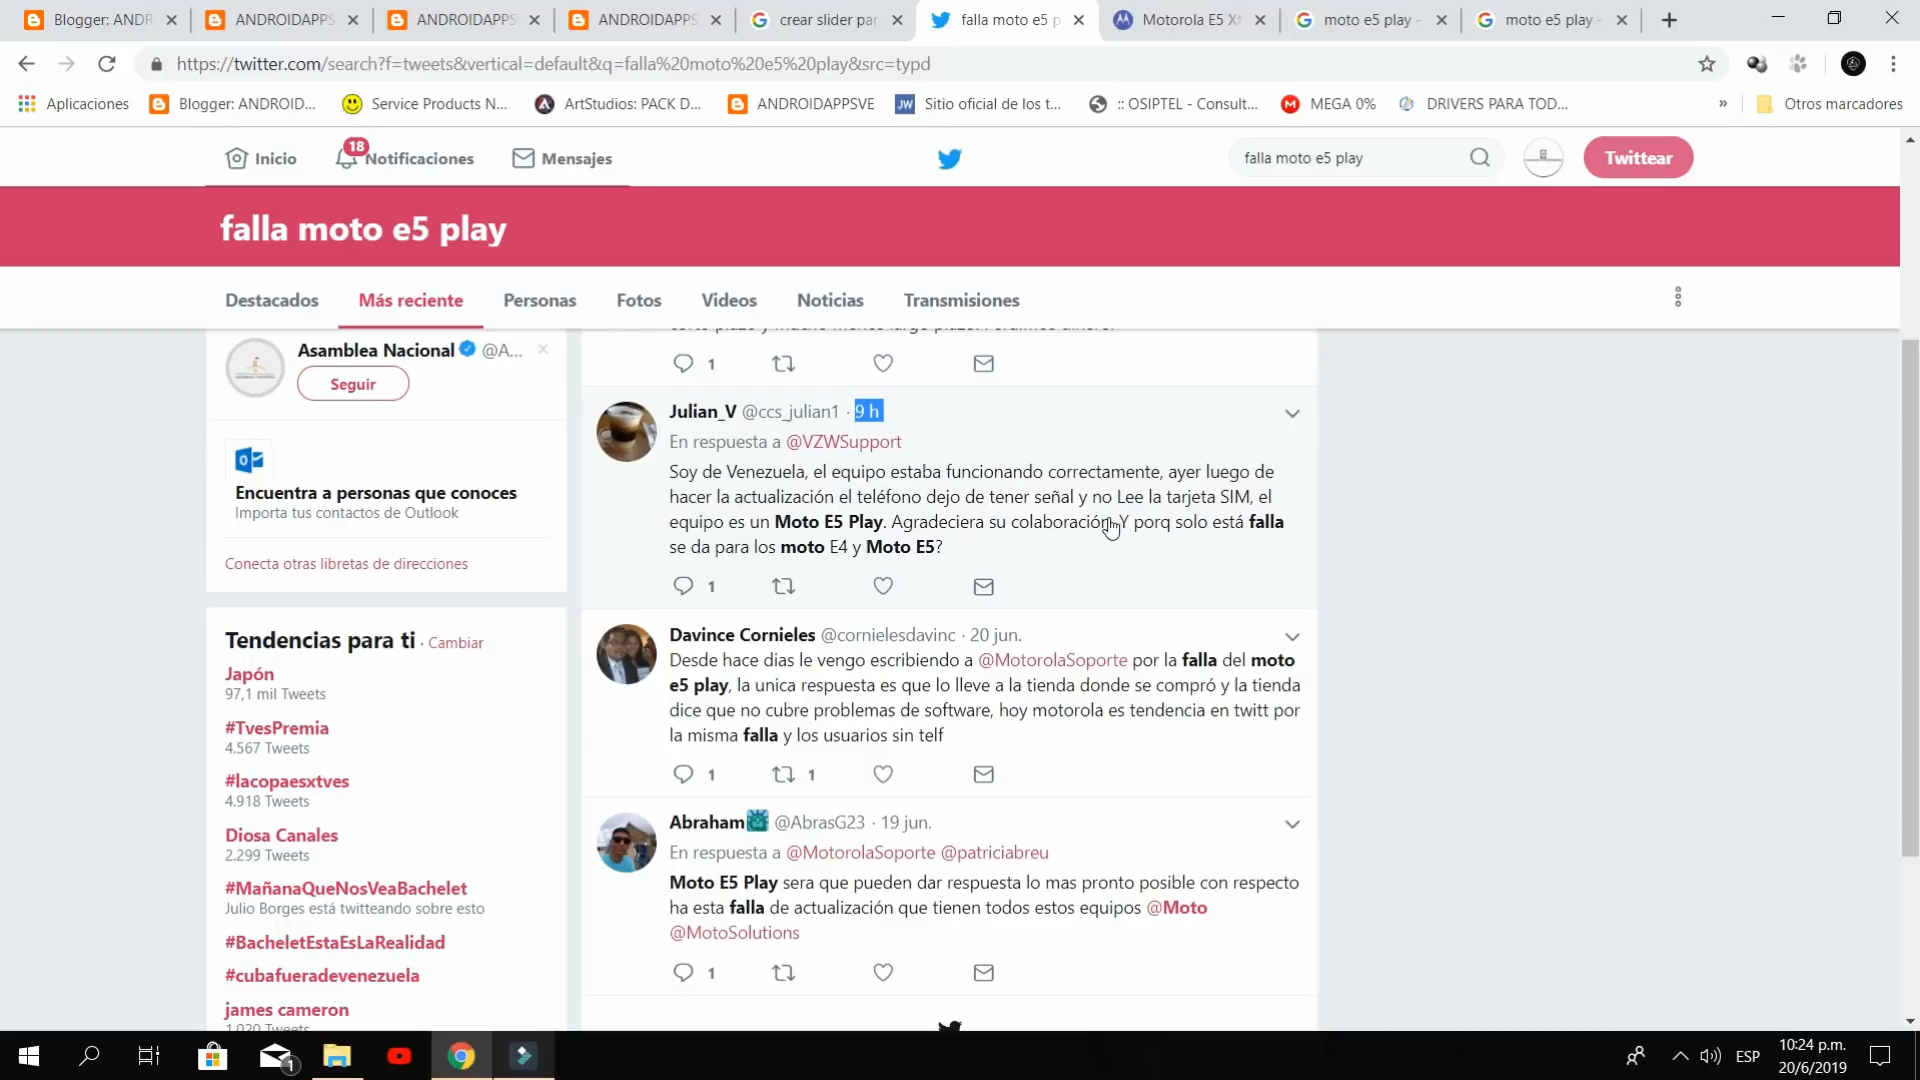 Blogger: ANDR
ANDROIDAPPS
ANDROIDAPPS
ANDROIDAPPS
crear slider par
falla moto e5 p
Motorola E5 Xt
moto e5 play -
moto e5 play -
https://twitter.com/search?f=tweets&vertical=default&q=falla%20moto%20e5%20play&src=typd
Aplicaciones
Blogger: ANDROID...
Service Products N...
ArtStudios: PACK D...
ANDROIDAPPSVE
JW
Sitio oficial de los t...
:: OSIPTEL - Consult...
M
MEGA 0%
DRIVERS PARA TOD...
»
Otros marcadores
Inicio
18
Notificaciones
Mensajes
falla moto e5 play
Twittear
falla moto e5 play
Destacados
Más reciente
Personas
Fotos
Videos
Noticias
Transmisiones
Asamblea Nacional @A...
Seguir
Encuentra a personas que conoces
Importa tus contactos de Outlook
Conecta otras libretas de direcciones
Tendencias para ti · Cambiar
Japón
97,1 mil Tweets
#TvesPremia
4.567 Tweets
#lacopaesxtves
4.918 Tweets
Diosa Canales
2.299 Tweets
#MañanaQueNosVeaBachelet
Julio Borges está twitteando sobre esto
#BacheletEstaEsLaRealidad
#cubafueradevenezuela
james cameron
1.020 Tweets
1
Julian_V @ccs_julian1 · 9 h
En respuesta a @VZWSupport
Soy de Venezuela, el equipo estaba funcionando correctamente, ayer luego de
hacer la actualización el teléfono dejo de tener señal y no Lee la tarjeta SIM, el
equipo es un Moto E5 Play. Agradeciera su colaboración. Y porq solo está falla
se da para los moto E4 y Moto E5?
1
Davince Cornieles @cornielesdavinc · 20 jun.
Desde hace dias le vengo escribiendo a @MotorolaSoporte por la falla del moto
e5 play, la unica respuesta es que lo lleve a la tienda donde se compró y la tienda
dice que no cubre problemas de software, hoy motorola es tendencia en twitt por
la misma falla y los usuarios sin telf
1 1
Abraham @AbrasG23 · 19 jun.
En respuesta a @MotorolaSoporte @patriciabreu
Moto E5 Play sera que pueden dar respuesta lo mas pronto posible con respecto
ha esta falla de actualización que tienen todos estos equipos @Moto
@MotoSolutions
1
1
ESP
10:24 p.m.
20/6/2019